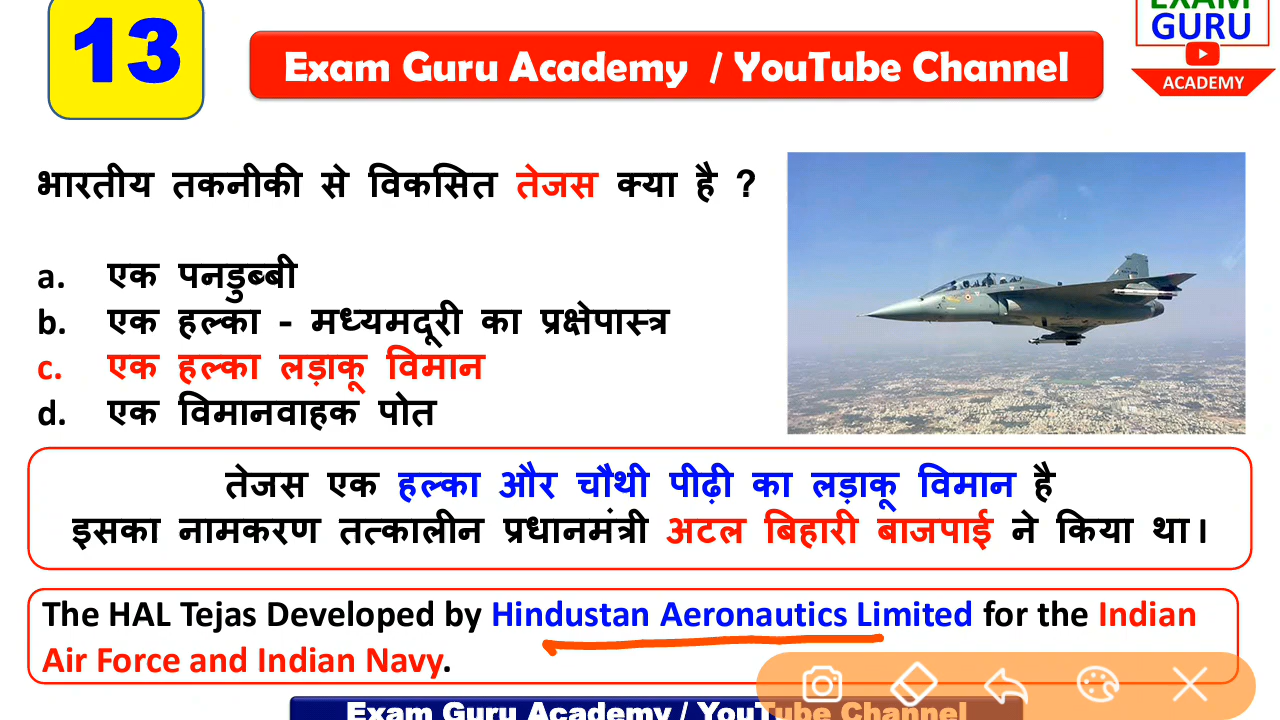 13
Exam Guru Academy / YouTube Channel
EXAM
GURU
ACADEMY
भारतीय तकनीकी से विकसित तेजस क्या है ?
a. एक पनडुब्बी
b. एक हल्का - मध्यमदूरी का प्रक्षेपास्त्र
c. एक हल्का लड़ाकू विमान
d. एक विमानवाहक पोत
तेजस एक हल्का और चौथी पीढ़ी का लड़ाकू विमान है
इसका नामकरण तत्कालीन प्रधानमंत्री अटल बिहारी बाजपाई ने किया था।
The HAL Tejas Developed by Hindustan Aeronautics Limited for the Indian
Air Force and Indian Navy.
Exam Guru Academy / YouTube Channel